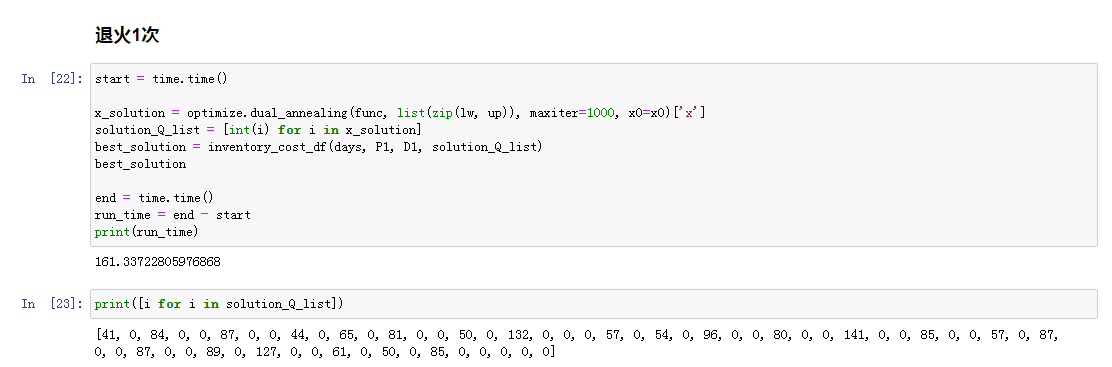 退火1次
In [22]:
start = time.time()
x_solution = optimize.dual_annealing(func, list(zip(lw, up)), maxiter=1000, x0=x0)['x']
solution_Q_list = [int(i) for i in x_solution]
best_solution = inventory_cost_df(days, P1, D1, solution_Q_list)
best_solution
end = time.time()
run_time = end - start
print(run_time)
161.33722805976868
In [23]:
print([i for i in solution_Q_list])
[41, 0, 84, 0, 0, 87, 0, 0, 44, 0, 65, 0, 81, 0, 0, 50, 0, 132, 0, 0, 0, 57, 0, 54, 0, 96, 0, 0, 80, 0, 0, 141, 0, 0, 85, 0, 0, 57, 0, 87,
0, 0, 87, 0, 0, 89, 0, 127, 0, 0, 61, 0, 50, 0, 85, 0, 0, 0, 0, 0]